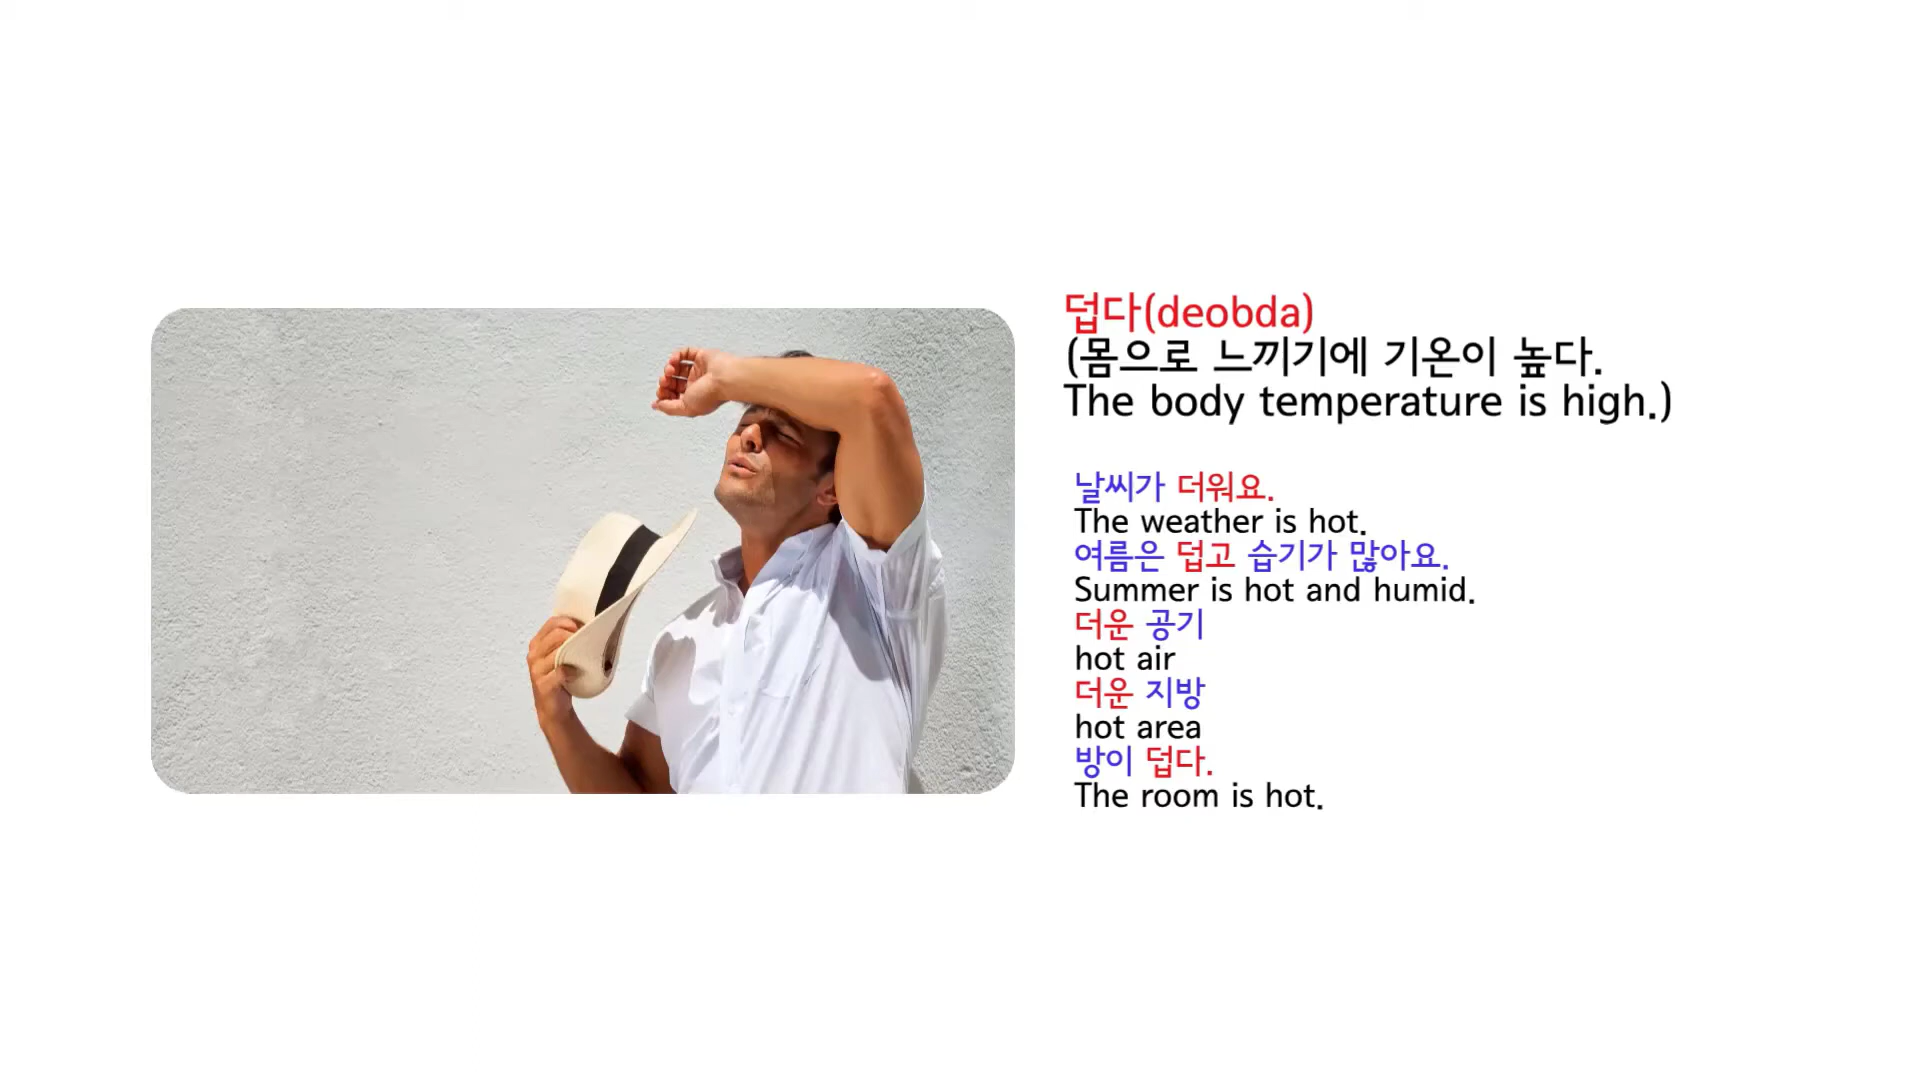 덥다(deobda)
(몸으로 느끼기에 기온이 높다.
The body temperature is high.)
날씨가 더워요.
The weather is hot.
여름은 덥고 습기가 많아요.
Summer is hot and humid.
더운 공기
hot air
더운 지방
hot area
방이 덥다.
The room is hot.